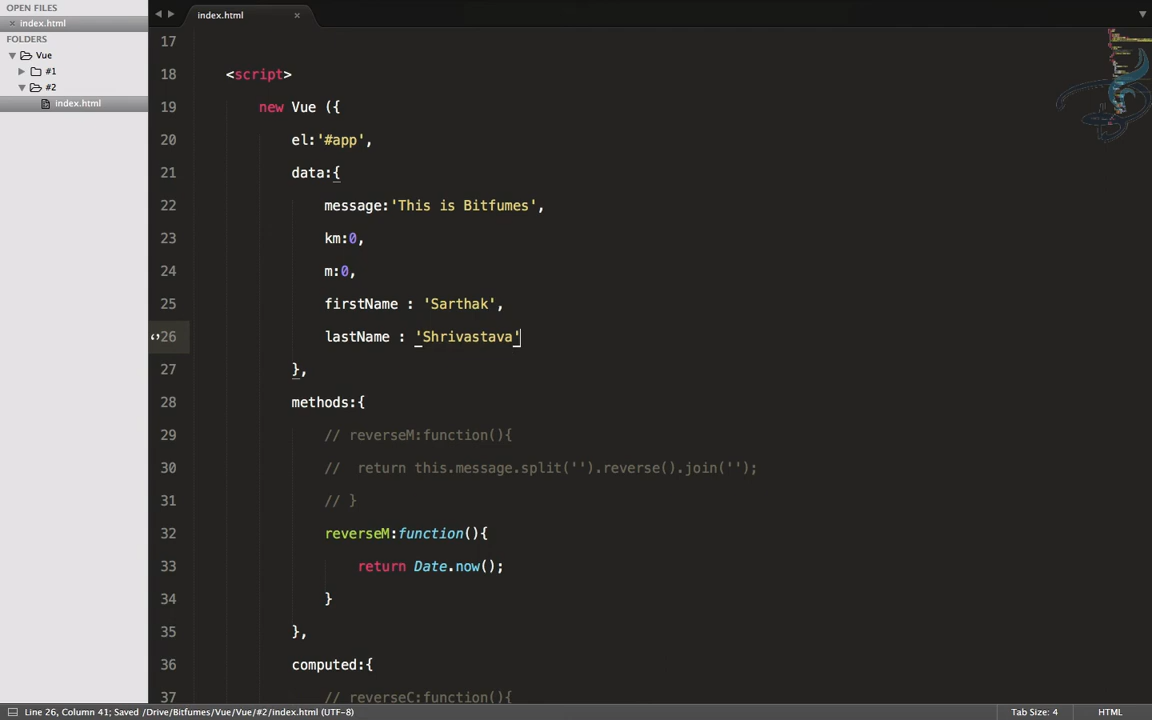 OPEN FILES
× index.html
FOLDERS
Vue
#1
#2
index.html
index.html ×
17
18 <script>
19 new Vue ({
20 el:'#app',
21 data:{
22 message:'This is Bitfumes',
23 km:0,
24 m:0,
25 firstName : 'Sarthak',
26 lastName : 'Shrivastava'
27 },
28 methods:{
29 // reverseM:function(){
30 //  return this.message.split('').reverse().join('');
31 // }
32 reverseM:function(){
33 return Date.now();
34 }
35 },
36 computed:{
37 // reverseC:function(){
Line 26, Column 41; Saved /Drive/Bitfumes/Vue/Vue/#2/index.html (UTF-8)
Tab Size: 4
HTML